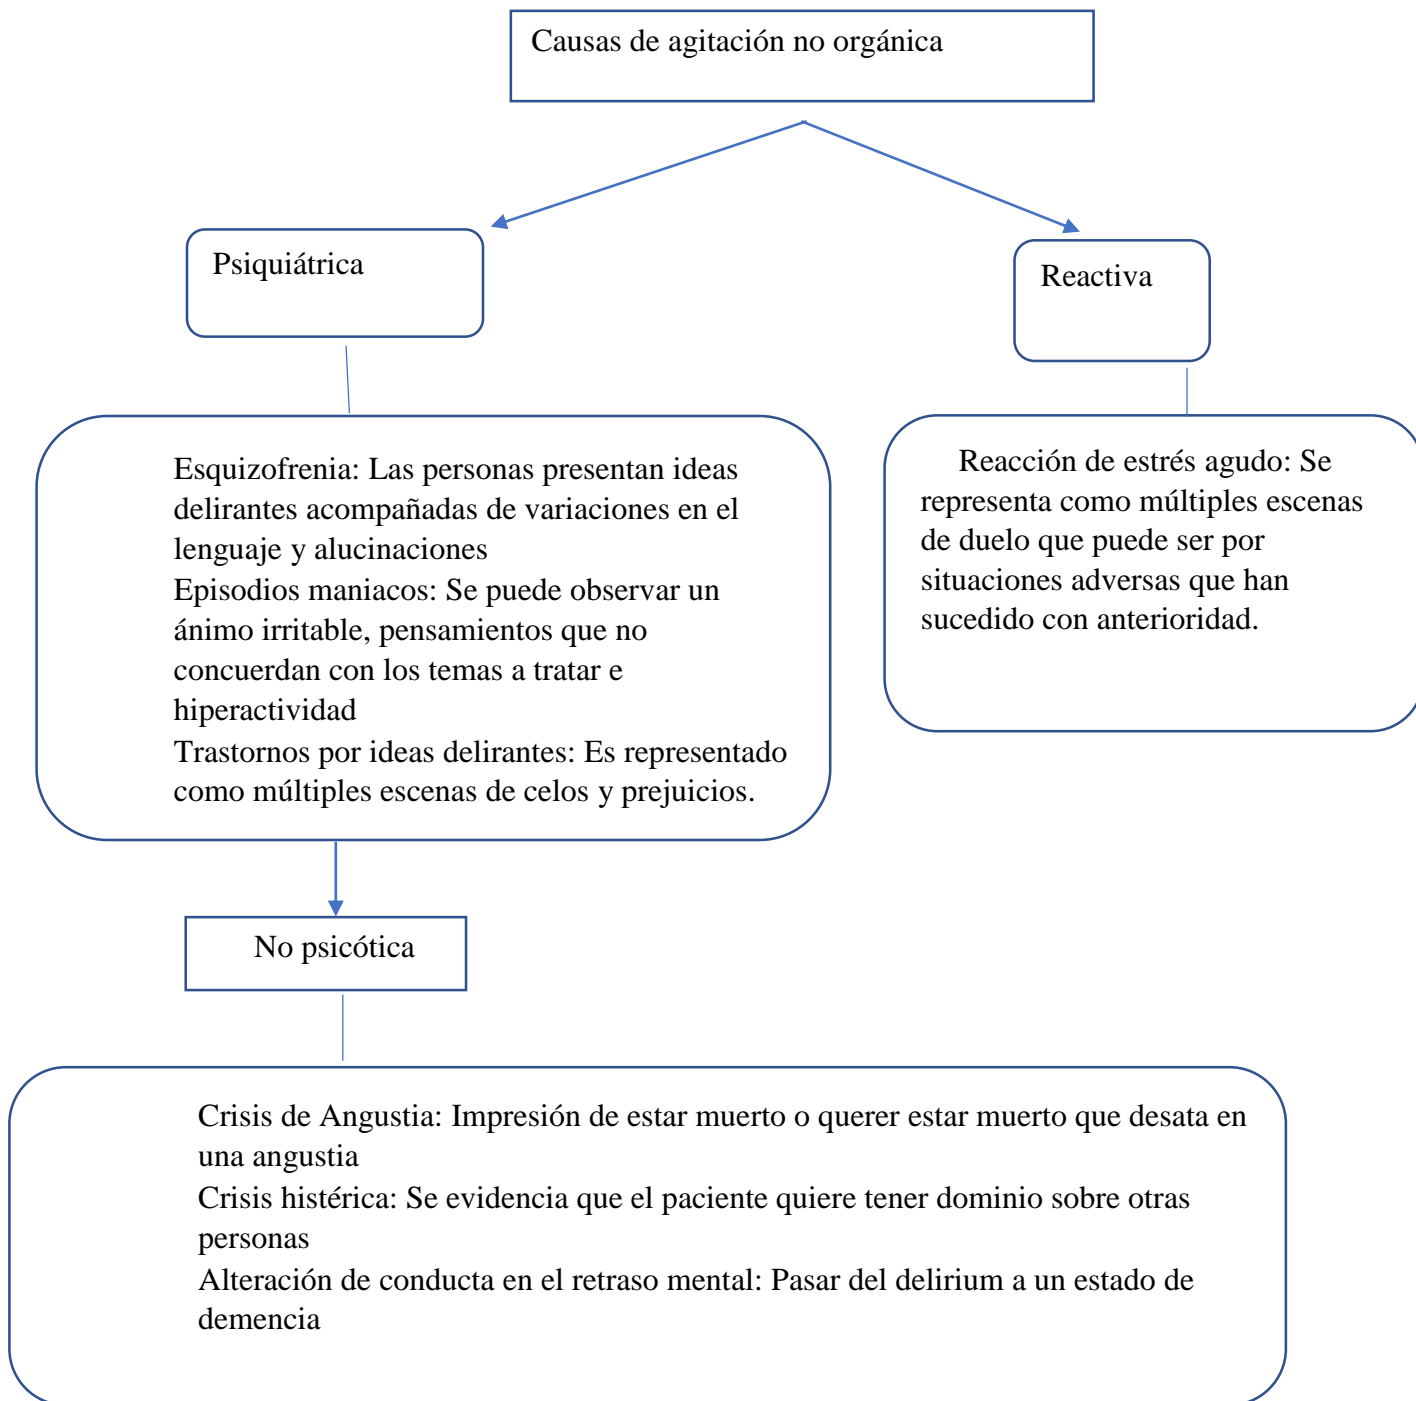 Causas de agitación no orgánica
Psiquiátrica
Reactiva
Esquizofrenia: Las personas presentan ideas
delirantes acompañadas de variaciones en el
lenguaje y alucinaciones
Episodios maniacos: Se puede observar un
ánimo irritable, pensamientos que no
concuerdan con los temas a tratar e
hiperactividad
Trastornos por ideas delirantes: Es representado
como múltiples escenas de celos y prejuicios.
Reacción de estrés agudo: Se
representa como múltiples escenas
de duelo que puede ser por
situaciones adversas que han
sucedido con anterioridad.
No psicótica
Crisis de Angustia: Impresión de estar muerto o querer estar muerto que desata en
una angustia
Crisis histérica: Se evidencia que el paciente quiere tener dominio sobre otras
personas
Alteración de conducta en el retraso mental: Pasar del delirium a un estado de
demencia